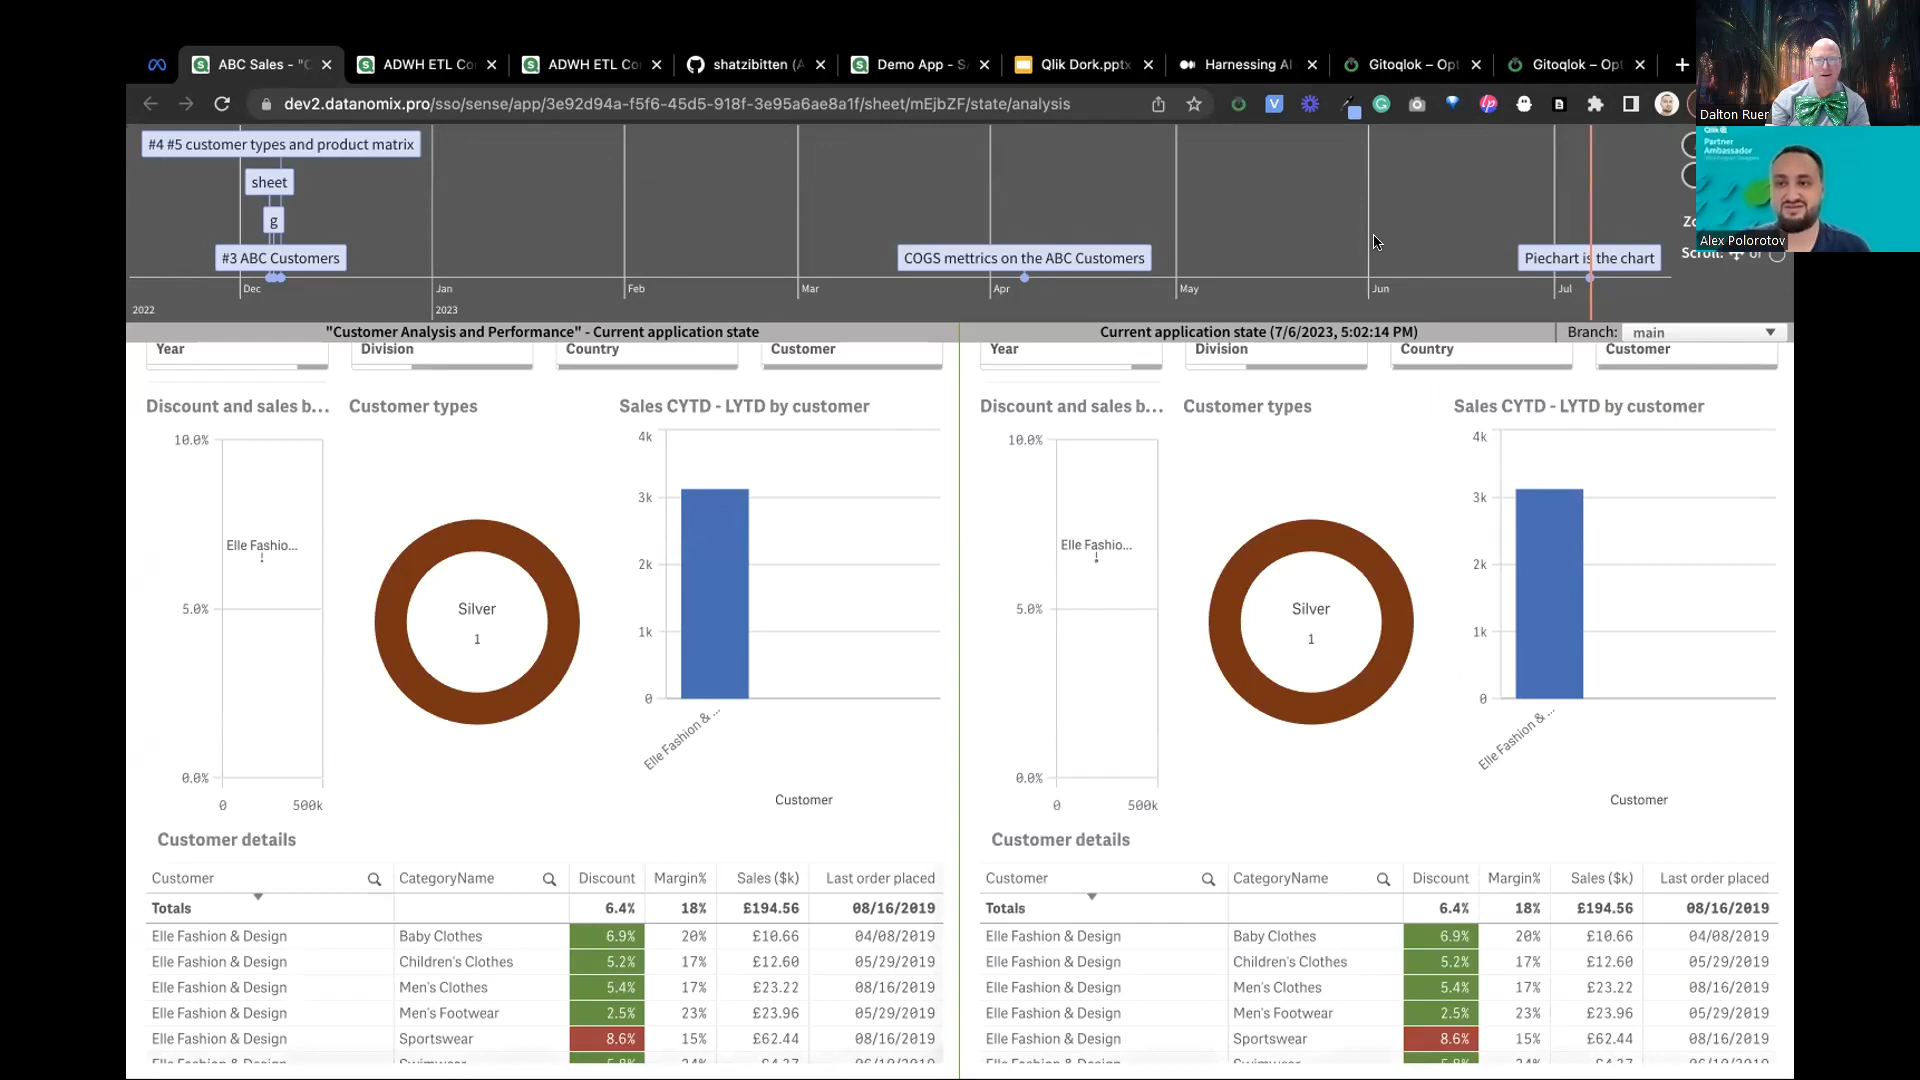 ABC Sales - "C
ADWH ETL Co
ADWH ETL Co
shatzibitten (A
Demo App - S
Qlik Dork.pptx
Harnessing AI
Gitoqlok – Opt
Gitoqlok – Opt
dev2.datanomix.pro/sso/sense/app/3e92d94a-f5f6-45d5-918f-3e95a6ae8a1f/sheet/mEjbZF/state/analysis
Dalton Ruer
Qlik
Partner
Ambassador
Alex Polorotov
#4 #5 customer types and product matrix
sheet
g
#3 ABC Customers
COGS mettrics on the ABC Customers
Piechart is the chart
Scroll: or
Dec Jan Feb Mar Apr May Jun Jul
2022 2023
"Customer Analysis and Performance" - Current application state
Current application state (7/6/2023, 5:02:14 PM)
Branch: main
Year Division Country Customer
Year Division Country Customer
Discount and sales b... Customer types Sales CYTD - LYTD by customer
10.0%
5.0%
0.0%
0 500k
Elle Fashio...
Silver
1
4k
3k
2k
1k
0
Elle Fashion & ...
Customer
Discount and sales b... Customer types Sales CYTD - LYTD by customer
10.0%
5.0%
0.0%
0 500k
Elle Fashio...
Silver
1
4k
3k
2k
1k
0
Elle Fashion & ...
Customer
Customer details
Customer CategoryName Discount Margin% Sales ($k) Last order placed
Totals 6.4% 18% £194.56 08/16/2019
Elle Fashion & Design Baby Clothes 6.9% 20% £10.66 04/08/2019
Elle Fashion & Design Children's Clothes 5.2% 17% £12.60 05/29/2019
Elle Fashion & Design Men's Clothes 5.4% 17% £23.22 08/16/2019
Elle Fashion & Design Men's Footwear 2.5% 23% £23.96 05/29/2019
Elle Fashion & Design Sportswear 8.6% 15% £62.44 08/16/2019
Customer details
Customer CategoryName Discount Margin% Sales ($k) Last order placed
Totals 6.4% 18% £194.56 08/16/2019
Elle Fashion & Design Baby Clothes 6.9% 20% £10.66 04/08/2019
Elle Fashion & Design Children's Clothes 5.2% 17% £12.60 05/29/2019
Elle Fashion & Design Men's Clothes 5.4% 17% £23.22 08/16/2019
Elle Fashion & Design Men's Footwear 2.5% 23% £23.96 05/29/2019
Elle Fashion & Design Sportswear 8.6% 15% £62.44 08/16/2019